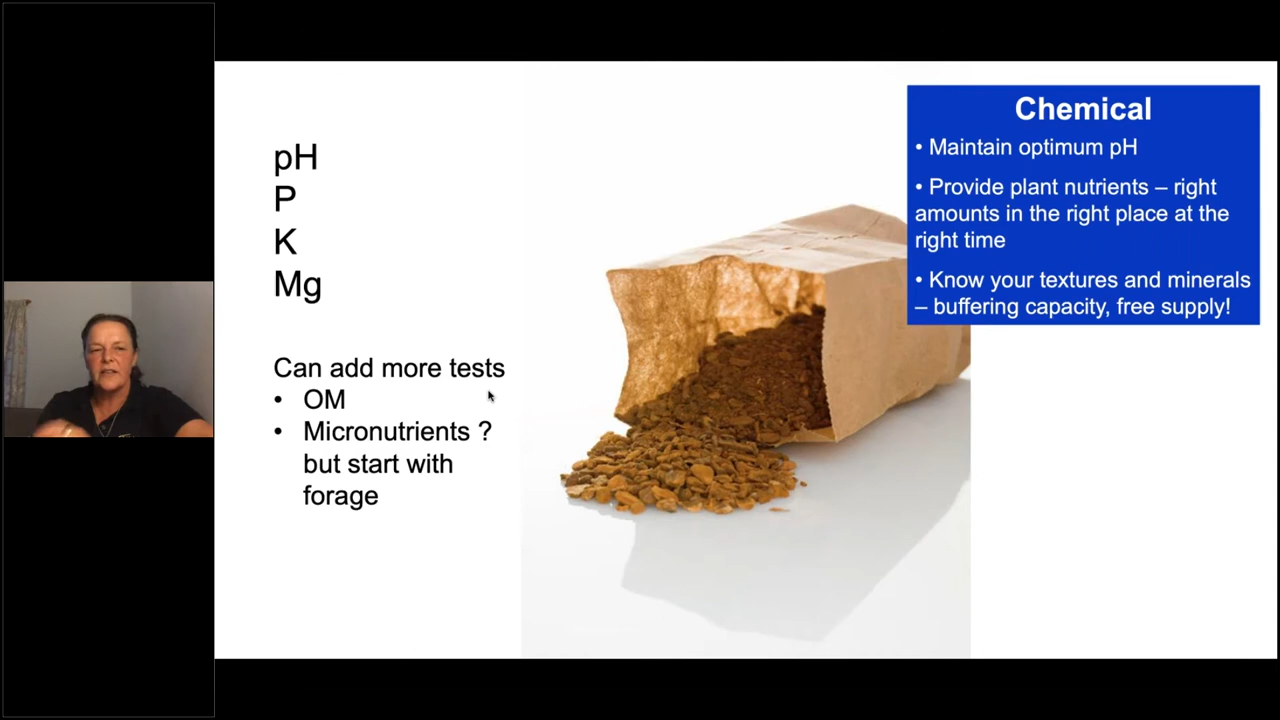 pH
P
K
Mg
Can add more tests
• OM
• Micronutrients ?
but start with
forage
Chemical
• Maintain optimum pH
• Provide plant nutrients – right
amounts in the right place at the
right time
• Know your textures and minerals
– buffering capacity, free supply!